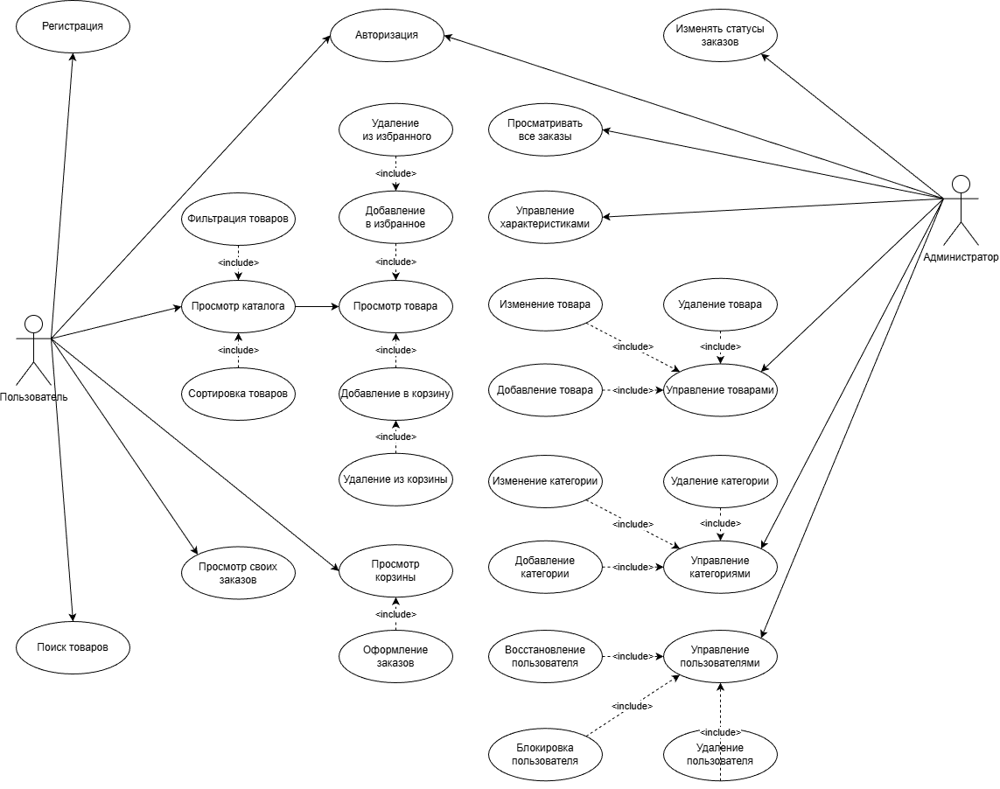 Регистрация
Авторизация
Изменять статусы
заказов
Удаление
из избранного
Просматривать
все заказы
<include>
Фильтрация товаров
Добавление
в избранное
Управление
характеристиками
Администратор
<include>
<include>
Просмотр каталога
Просмотр товара
Изменение товара
Удаление товара
<include>
<include>
<include>
<include>
Пользователь
Сортировка товаров
Добавление в корзину
Добавление товара
<include>
Управление товарами
<include>
Удаление из корзины
Изменение категории
Удаление категории
<include>
<include>
Просмотр своих
заказов
Просмотр
корзины
Добавление
категории
<include>
Управление
категориями
<include>
Поиск товаров
Оформление
заказов
Восстановление
пользователя
<include>
Управление
пользователями
<include>
<include>
Блокировка
пользователя
Удаление
пользователя